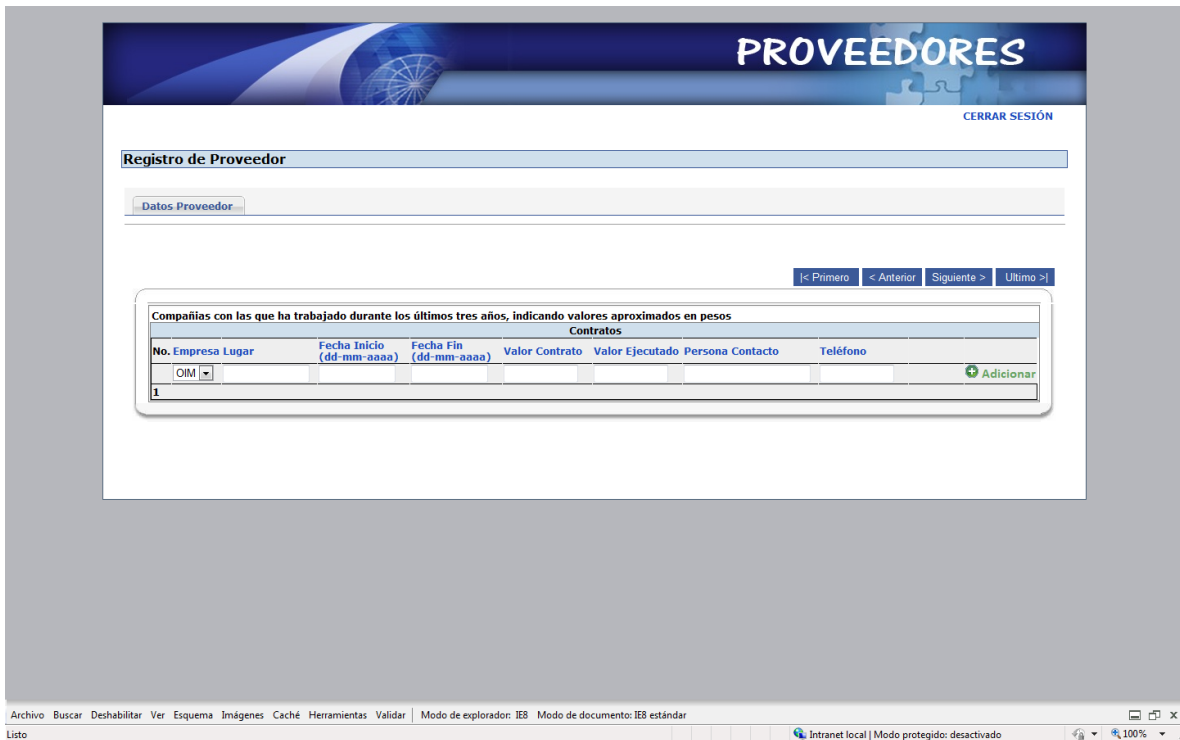 PROVEEDORES
CERRAR SESIÓN
Registro de Proveedor
Datos Proveedor
|< Primero < Anterior Siguiente > Ultimo >|
Compañias con las que ha trabajado durante los últimos tres años, indicando valores aproximados en pesos
Contratos
No. Empresa Lugar Fecha Inicio (dd-mm-aaaa) Fecha Fin (dd-mm-aaaa) Valor Contrato Valor Ejecutado Persona Contacto Teléfono
OIM Adicionar
1
Archivo Buscar Deshabilitar Ver Esquema Imágenes Caché Herramientas Validar Modo de explorador: IE8 Modo de documento: IE8 estándar
Listo Intranet local | Modo protegido: desactivado 100%